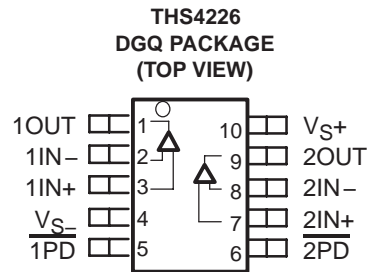 THS4226
DGQ PACKAGE
(TOP VIEW)
1OUT 1 10 VS+
1IN− 2 9 2OUT
1IN+ 3 8 2IN−
VS− 4 7 2IN+
1PD 5 6 2PD